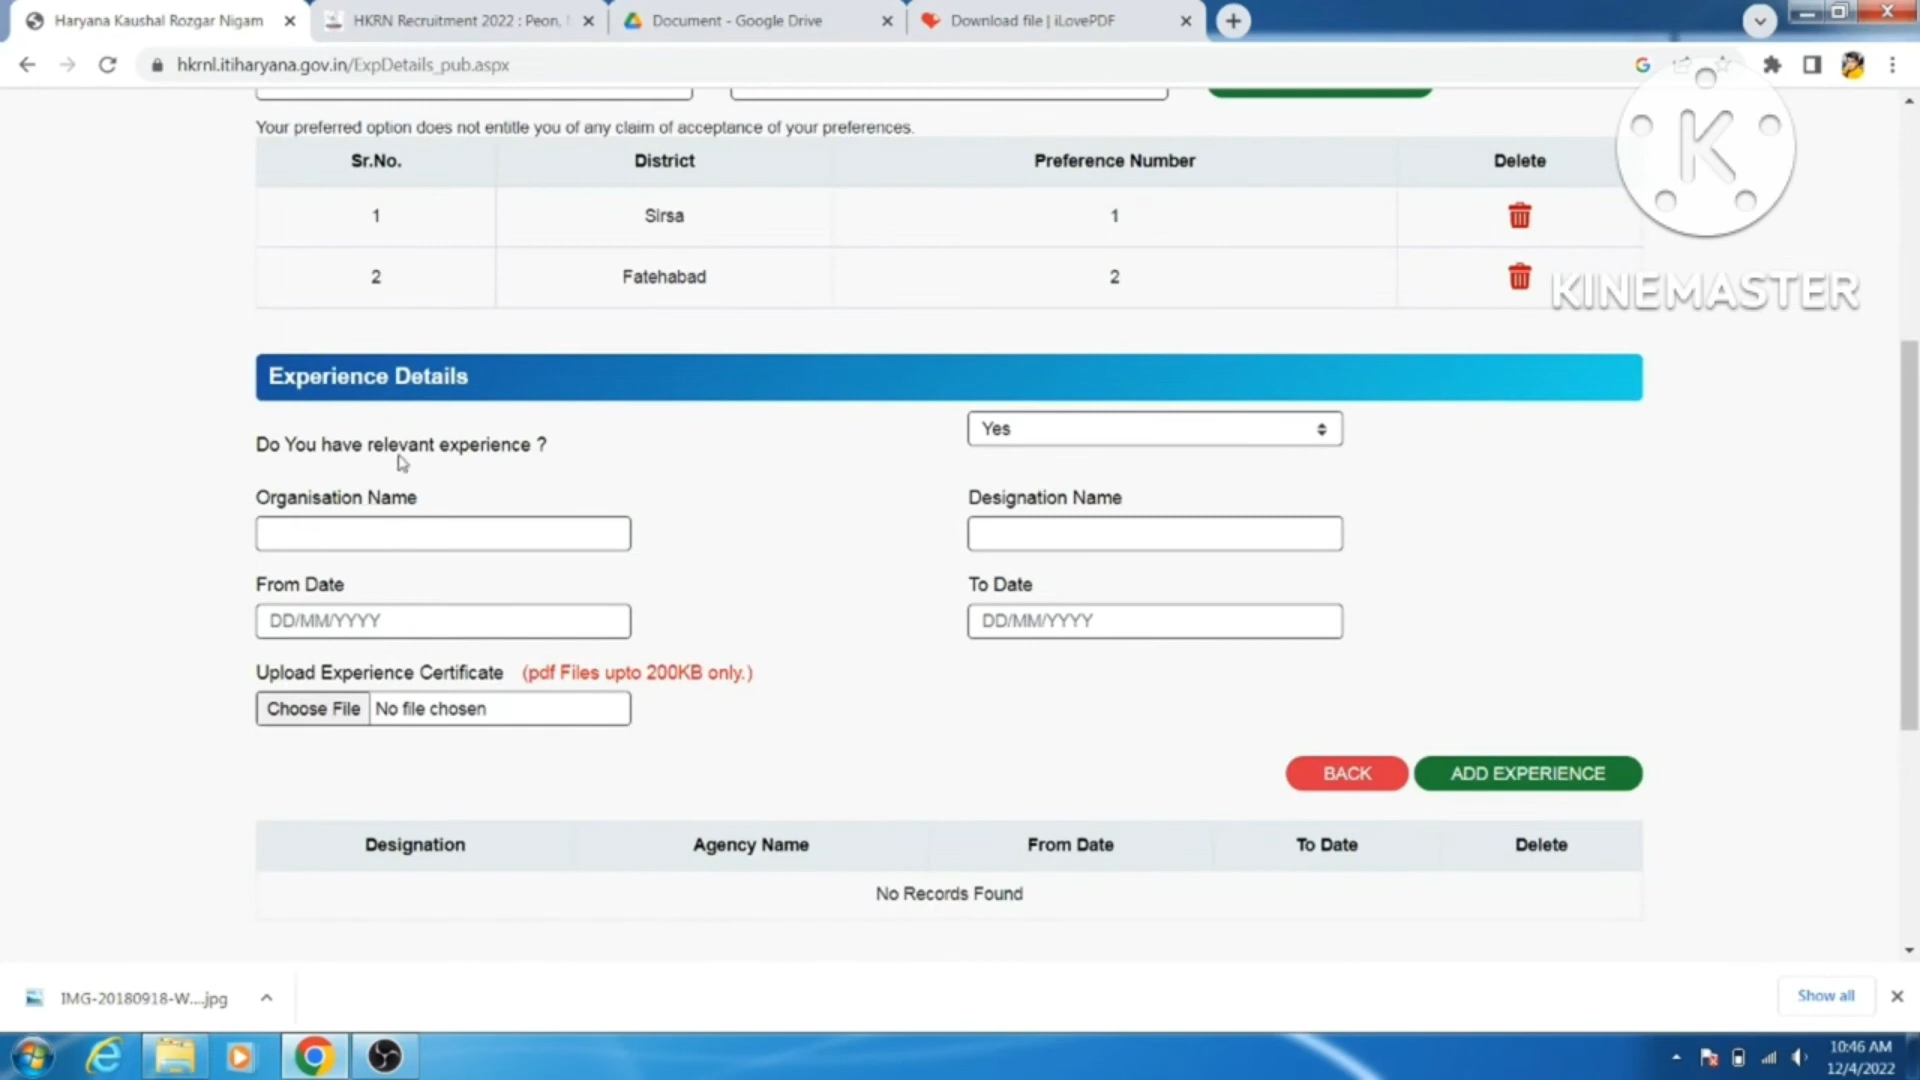 Haryana Kaushal Rozgar Nigam
HKRN Recruitment 2022 : Peon,
Document - Google Drive
Download file | iLovePDF
hkrnl.itiharyana.gov.in/ExpDetails_pub.aspx
Your preferred option does not entitle you of any claim of acceptance of your preferences.
Sr.No. District Preference Number Delete
1 Sirsa 1
2 Fatehabad 2
K
KINEMASTER
Experience Details
Do You have relevant experience ? Yes
Organisation Name Designation Name
From Date To Date
DD/MM/YYYY DD/MM/YYYY
Upload Experience Certificate (pdf Files upto 200KB only.)
Choose File No file chosen
BACK ADD EXPERIENCE
Designation Agency Name From Date To Date Delete
No Records Found
IMG-20180918-W....jpg Show all
10:46 AM
12/4/2022